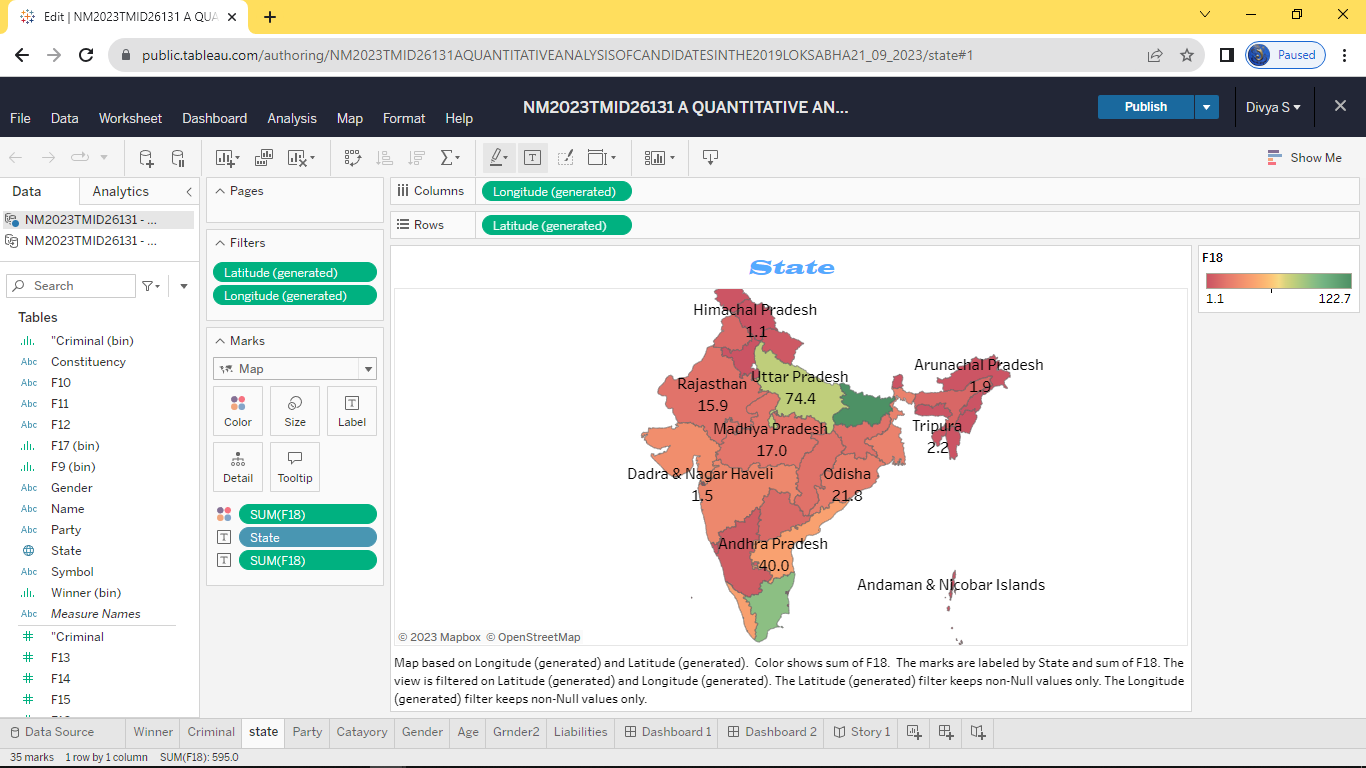 Edit | NM2023TMID26131 A QUA
Paused
public.tableau.com/authoring/NM2023TMID26131AQUANTITATIVEANALYSISOFCANDIDATESINTHE2019LOKSABHA21_09_2023/state#1
NM2023TMID26131 A QUANTITATIVE AN...
Publish
Divya S
File Data Worksheet Dashboard Analysis Map Format Help
Show Me
Data Analytics
NM2023TMID26131 - ...
NM2023TMID26131 - ...
Search
Tables
"Criminal (bin)
Abc Constituency
Abc F10
Abc F11
Abc F12
F17 (bin)
F9 (bin)
Abc Gender
Abc Name
Abc Party
State
Abc Symbol
Winner (bin)
Abc Measure Names
"Criminal
F13
F14
F15
Pages
Filters
Latitude (generated)
Longitude (generated)
Marks
Map
Color Size Label
Detail Tooltip
SUM(F18)
State
SUM(F18)
Columns Longitude (generated)
Rows Latitude (generated)
State
Himachal Pradesh
1.1
Arunachal Pradesh
1.9
Uttar Pradesh
74.4
Rajasthan
15.9
Tripura
2.2
Madhya Pradesh
17.0
Dadra & Nagar Haveli
1.5
Odisha
21.8
Andhra Pradesh
40.0
Andaman & Nicobar Islands
© 2023 Mapbox © OpenStreetMap
Map based on Longitude (generated) and Latitude (generated). Color shows sum of F18. The marks are labeled by State and sum of F18. The
view is filtered on Latitude (generated) and Longitude (generated). The Latitude (generated) filter keeps non-Null values only. The Longitude
(generated) filter keeps non-Null values only.
F18
1.1 122.7
Data Source Winner Criminal state Party Catayory Gender Age Grnder2 Liabilities Dashboard 1 Dashboard 2 Story 1
35 marks 1 row by 1 column SUM(F18): 595.0